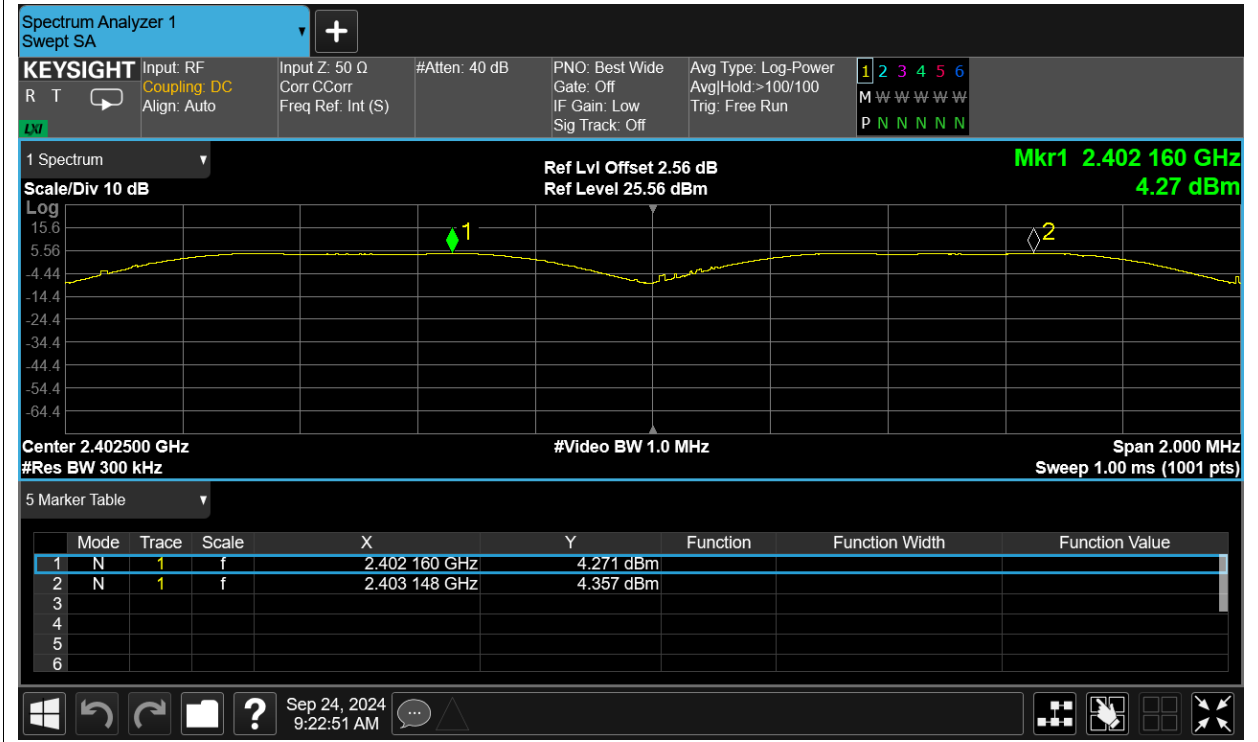 Spectrum Analyzer 1
Swept SA
KEYSIGHT
R T
LXI
Input: RF
Coupling: DC
Align: Auto
Input Z: 50 Ω
Corr CCorr
Freq Ref: Int (S)
#Atten: 40 dB
PNO: Best Wide
Gate: Off
IF Gain: Low
Sig Track: Off
Avg Type: Log-Power
Avg|Hold:>100/100
Trig: Free Run
1 2 3 4 5 6
M W W W W W
P N N N N N
1 Spectrum
Scale/Div 10 dB
Ref Lvl Offset 2.56 dB
Ref Level 25.56 dBm
Mkr1 2.402 160 GHz
4.27 dBm
Log
15.6
5.56
-4.44
-14.4
-24.4
-34.4
-44.4
-54.4
-64.4
1
2
Center 2.402500 GHz
#Video BW 1.0 MHz
Span 2.000 MHz
#Res BW 300 kHz
Sweep 1.00 ms (1001 pts)
5 Marker Table
Mode Trace Scale X Y Function Function Width Function Value
1 N 1 f 2.402 160 GHz 4.271 dBm
2 N 1 f 2.403 148 GHz 4.357 dBm
3
4
5
6
?
Sep 24, 2024
9:22:51 AM